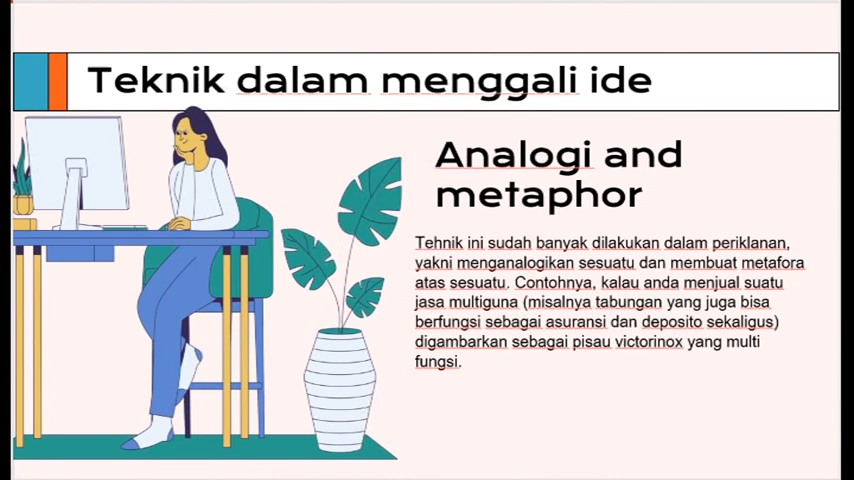 Teknik dalam menggali ide
Analogi and
metaphor
Tehnik ini sudah banyak dilakukan dalam periklanan,
yakni menganalogikan sesuatu dan membuat metafora
atas sesuatu. Contohnya, kalau anda menjual suatu
jasa multiguna (misalnya tabungan yang juga bisa
berfungsi sebagai asuransi dan deposito sekaligus)
digambarkan sebagai pisau victorinox yang multi
fungsi.